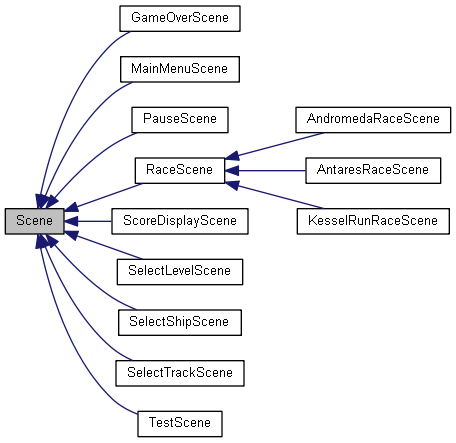 GameOverScene
MainMenuScene
PauseScene
AndromedaRaceScene
RaceScene
AntaresRaceScene
Scene
ScoreDisplayScene
KesselRunRaceScene
SelectLevelScene
SelectShipScene
SelectTrackScene
TestScene